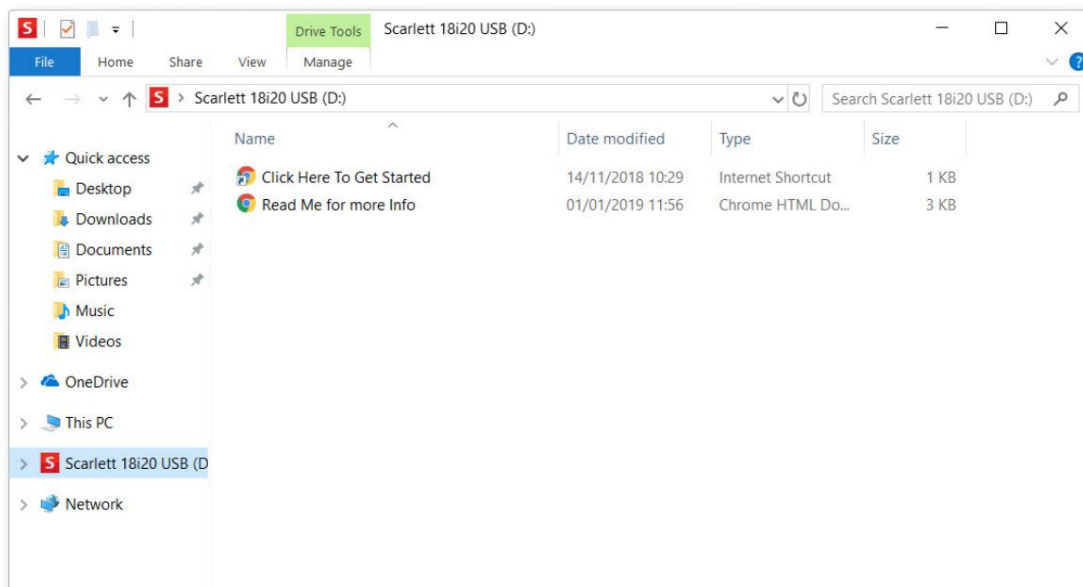 S
Drive Tools
Scarlett 18i20 USB (D:)
File Home Share View Manage
?
S > Scarlett 18i20 USB (D:)
Search Scarlett 18i20 USB (D:)
Name Date modified Type Size
Quick access
Desktop
Downloads
Documents
Pictures
Music
Videos
OneDrive
This PC
S Scarlett 18i20 USB (D
Network
Click Here To Get Started 14/11/2018 10:29 Internet Shortcut 1 KB
Read Me for more Info 01/01/2019 11:56 Chrome HTML Do... 3 KB